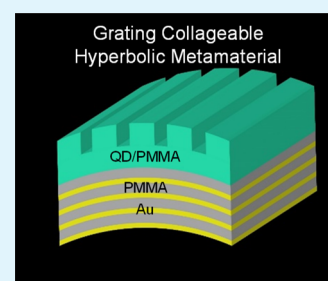 Grating Collageable
Hyperbolic Metamaterial
QD/PMMA
PMMA
Au